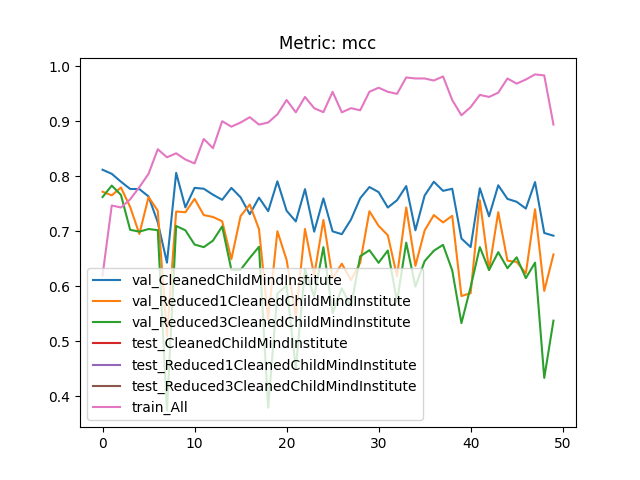 Metric: mcc
1.0
0.9
0.8
0.7
0.6
0.5
0.4
val_CleanedChildMindInstitute
val_Reduced1CleanedChildMindInstitute
val_Reduced3CleanedChildMindInstitute
test_CleanedChildMindInstitute
test_Reduced1CleanedChildMindInstitute
test_Reduced3CleanedChildMindInstitute
train_All
0 10 20 30 40 50